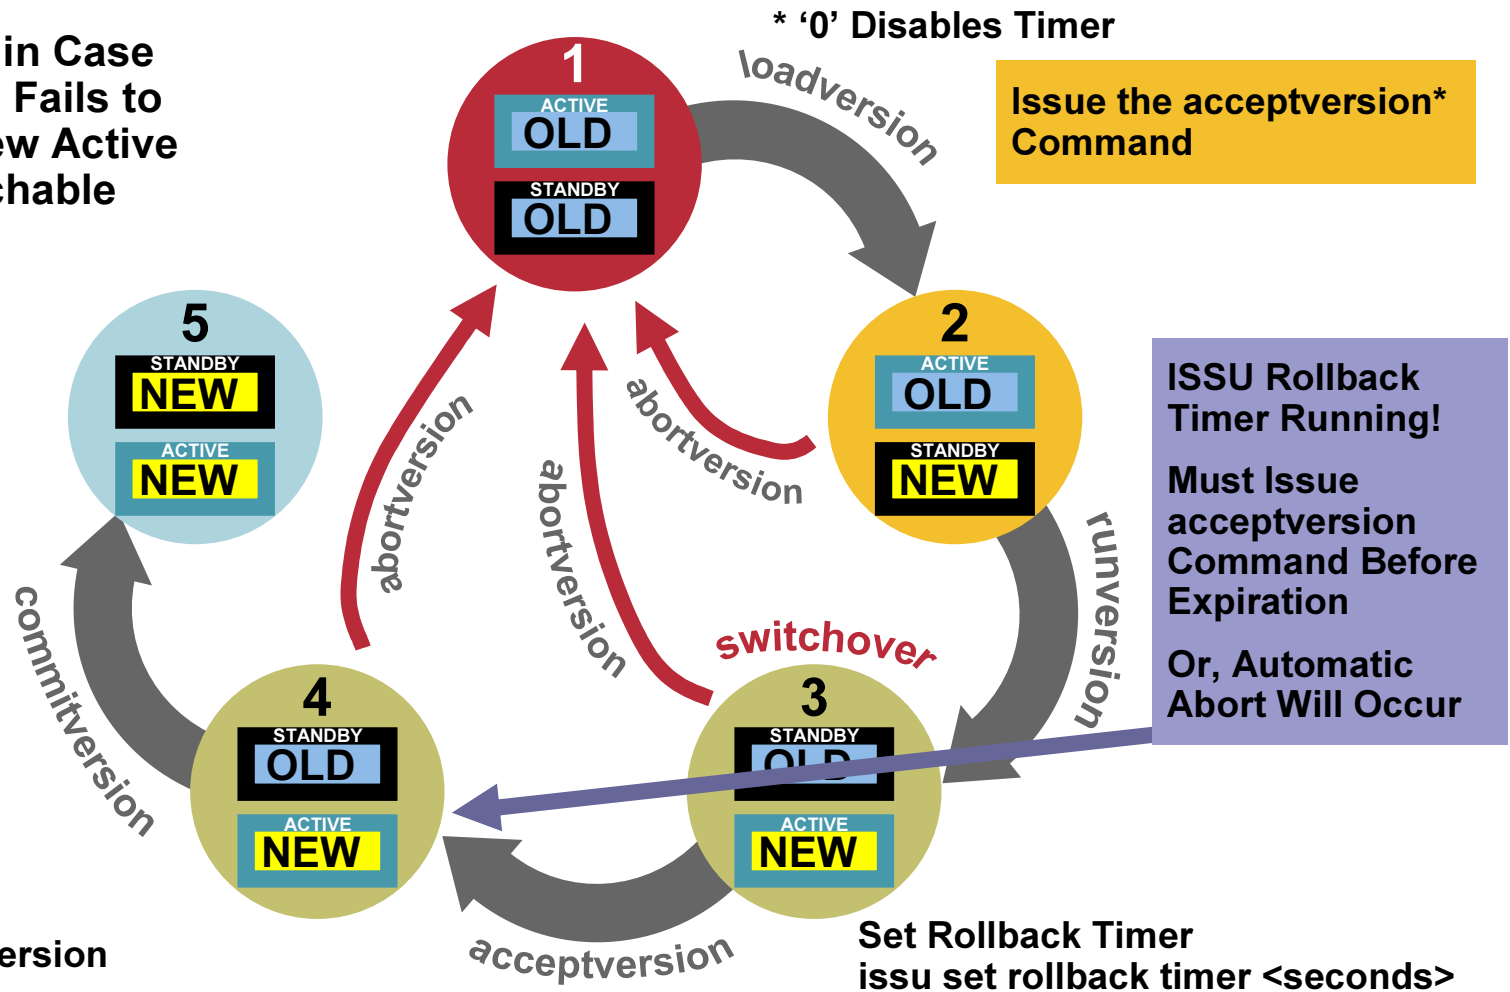 in Case
Fails to
ew Active
chable
* ‘0’ Disables Timer
loadversion
Issue the acceptversion*
Command
1
ACTIVE
OLD
STANDBY
OLD
5
STANDBY
NEW
ACTIVE
NEW
2
ACTIVE
OLD
STANDBY
NEW
abortversion
abortversion
abortversion
runversion
ISSU Rollback
Timer Running!
Must Issue
acceptversion
Command Before
Expiration
Or, Automatic
Abort Will Occur
commitversion
switchover
4
STANDBY
OLD
ACTIVE
NEW
3
STANDBY
OLD
ACTIVE
NEW
acceptversion
ersion
Set Rollback Timer
issu set rollback timer <seconds>